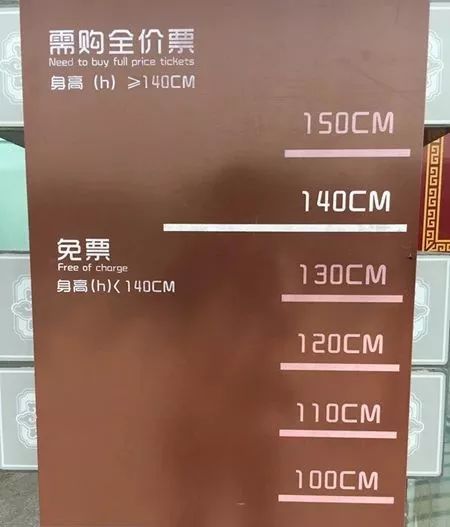 需购全价票
Need to buy full price tickets
身高（h）≥140CM
150CM
140CM
免票
Free of charge
身高(h)<140CM
130CM
120CM
110CM
100CM